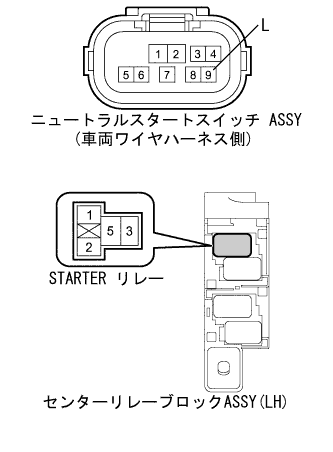 L
1 2 3 4
5 6 7 8 9
ニュートラルスタートスイッチ ASSY
(車両ワイヤハーネス側)
1
5 3
2
STARTER リレー
センターリレーブロックASSY(LH)